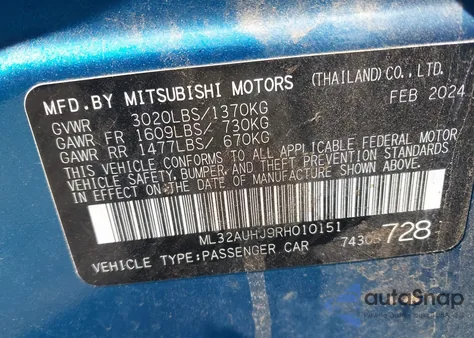 MFD.BY MITSUBISHI MOTORS (THAILAND)CO.,LTD.
FEB 2024
GVWR 3020LBS/1370KG
GAWR FR 1609LBS/ 730KG
GAWR RR 1477LBS/ 670KG
THIS VEHICLE CONFORMS TO ALL APPLICABLE FEDERAL MOTOR
VEHICLE SAFETY,BUMPER,AND THEFT PREVENTION STANDARDS
IN EFFECT ON THE DATE OF MANUFACTURE SHOWN ABOVE.
ML32AUHJ9RH010151
VEHICLE TYPE:PASSENGER CAR 728
autoSnap